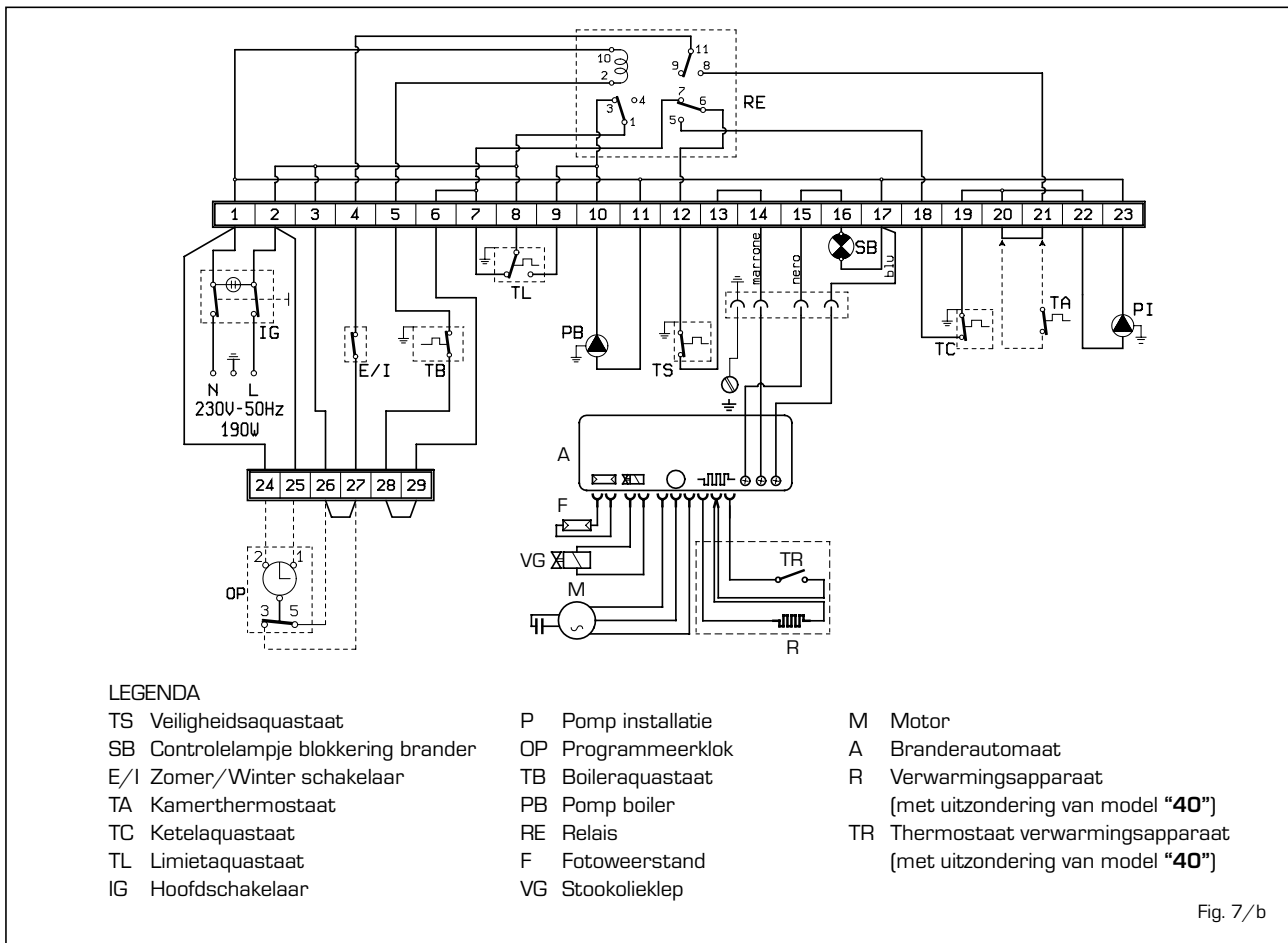 11
10
9 8
2
7
6
3 4
RE
5
1
1 2 3 4 5 6 7 8 9 10 11 12 13 14 15 16 17 18 19 20 21 22 23
marrone
nero
SB
blu
TL
IG
PB
TA
PI
E/I
TB
TS
TC
N L
230V-50Hz
190W
A
24 25 26 27 28 29
F
2 1
VG
TR
OP
M
3 5
R
LEGENDA
TS Veiligheidsaquastaat
SB Controlelampje blokkering brander
E/I Zomer/Winter schakelaar
TA Kamerthermostaat
TC Ketelaquastaat
TL Limietaquastaat
IG Hoofdschakelaar
P Pomp installatie
OP Programmeerklok
TB Boileraquastaat
PB Pomp boiler
RE Relais
F Fotoweerstand
VG Stookolieklep
M Motor
A Branderautomaat
R Verwarmingsapparaat
(met uitzondering van model “40”)
TR Thermostaat verwarmingsapparaat
(met uitzondering van model “40”)
Fig. 7/b